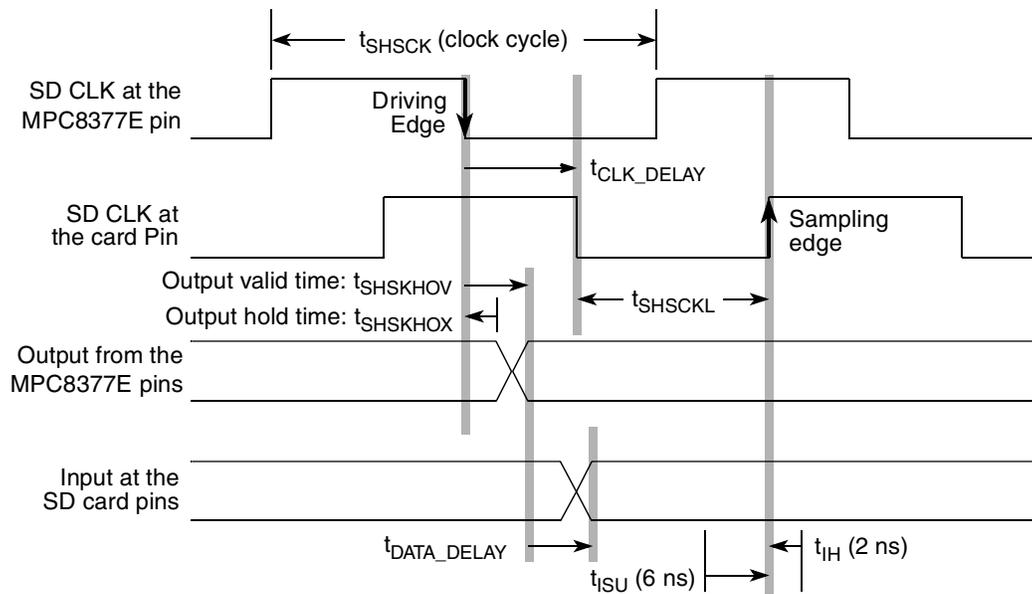 tSHSCK (clock cycle)
SD CLK at the
MPC8377E pin
Driving
Edge
tCLK_DELAY
SD CLK at
the card Pin
Sampling
edge
Output valid time: tSHSKHOV
tSHSCKL
Output hold time: tSHSKHOX
Output from the
MPC8377E pins
Input at the
SD card pins
tDATA_DELAY
tIH (2 ns)
tISU (6 ns)